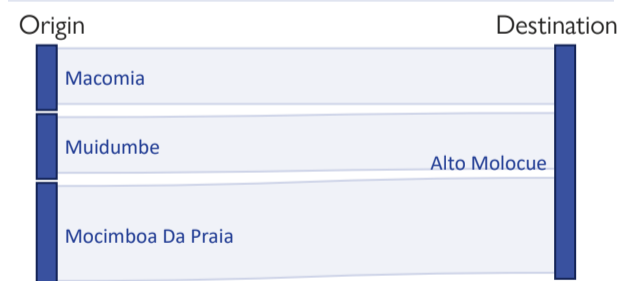 Origin
Destination
Macomia
Muidumbe
Alto Molocue
Mocimboa Da Praia